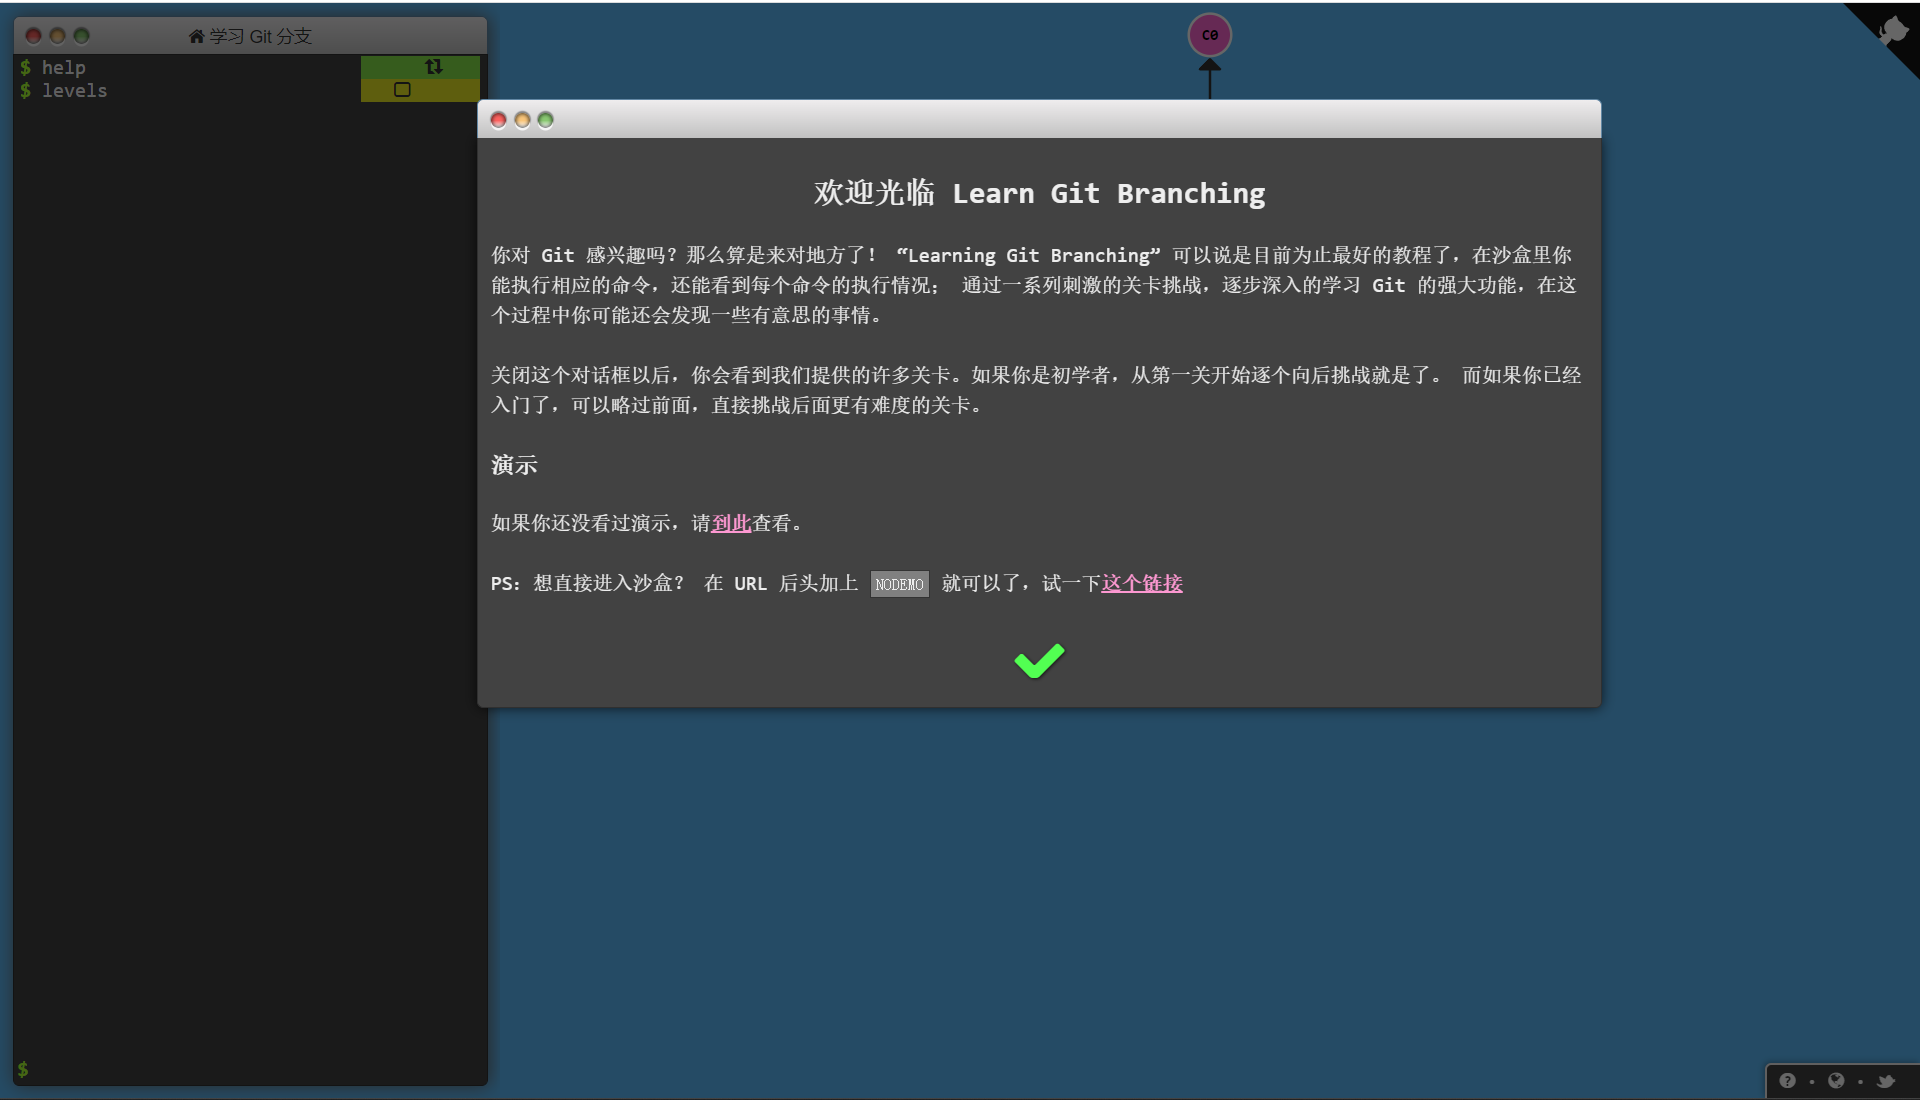 学习 Git 分支
$ help
$ levels
C0
欢迎光临 Learn Git Branching
你对 Git 感兴趣吗？那么算是来对地方了！ “Learning Git Branching” 可以说是目前为止最好的教程了，在沙盒里你
能执行相应的命令，还能看到每个命令的执行情况； 通过一系列刺激的关卡挑战，逐步深入的学习 Git 的强大功能，在这
个过程中你可能还会发现一些有意思的事情。
关闭这个对话框以后，你会看到我们提供的许多关卡。如果你是初学者，从第一关开始逐个向后挑战就是了。 而如果你已经
入门了，可以略过前面，直接挑战后面更有难度的关卡。
演示
如果你还没看过演示，请到此查看。
PS：想直接进入沙盒？ 在 URL 后头加上 NODEMO 就可以了，试一下这个链接
$